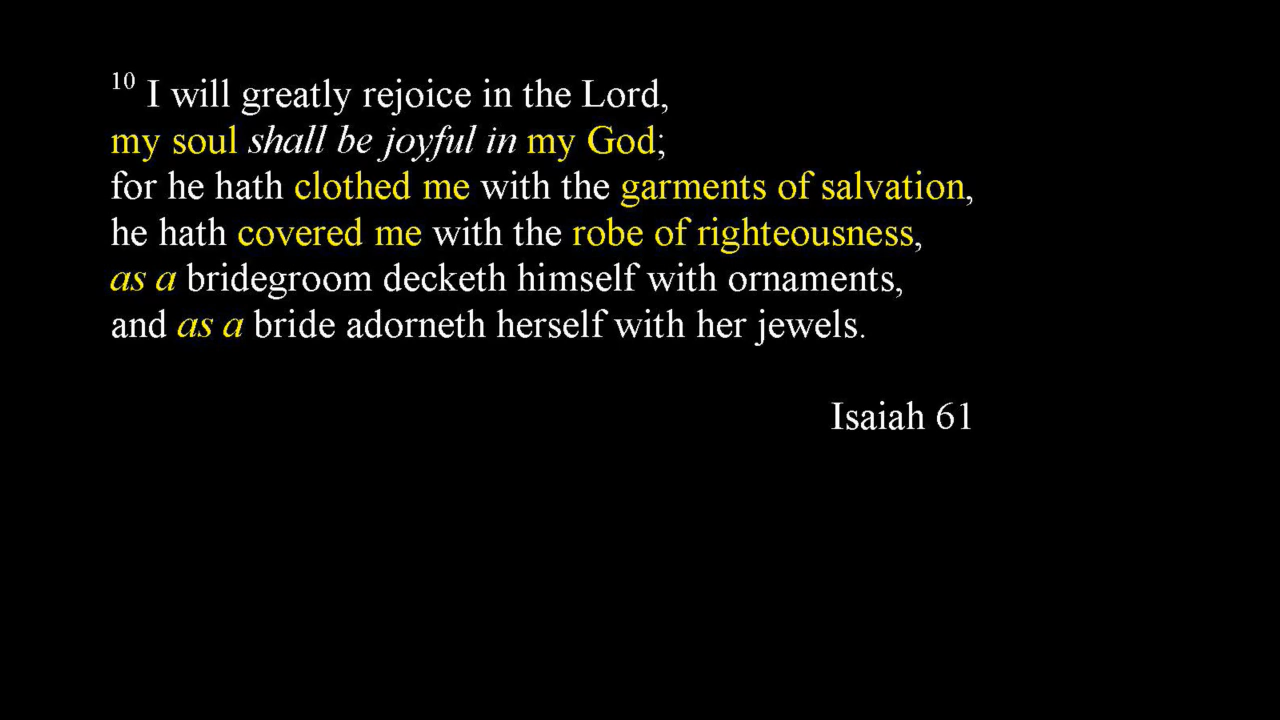 10 I will greatly rejoice in the Lord,
my soul shall be joyful in my God;
for he hath clothed me with the garments of salvation,
he hath covered me with the robe of righteousness,
as a bridegroom decketh himself with ornaments,
and as a bride adorneth herself with her jewels.
Isaiah 61